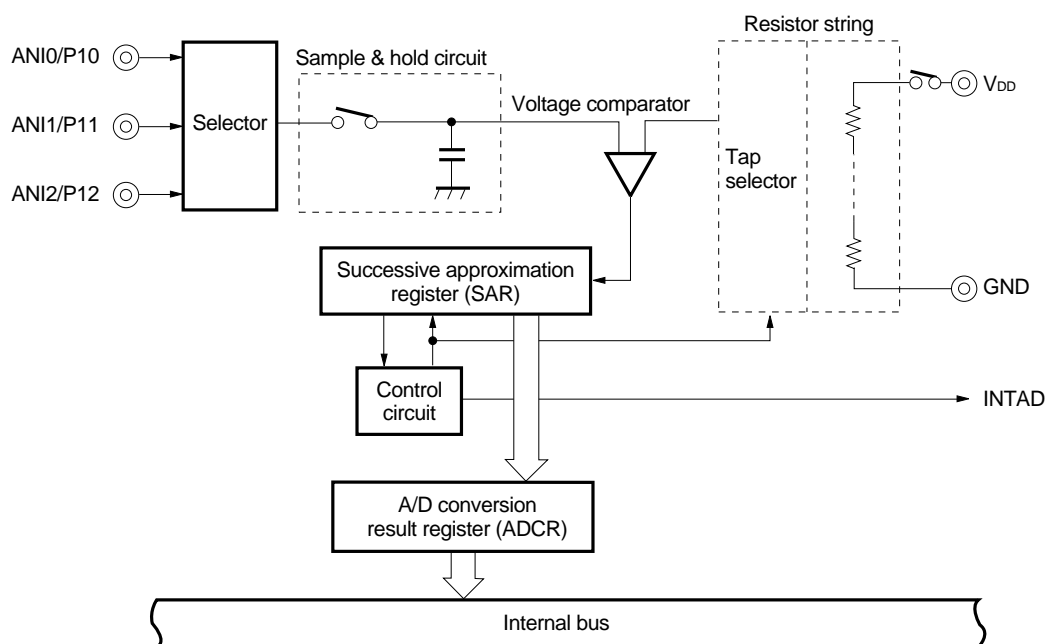 Resistor string
ANI0/P10
Sample & hold circuit
VDD
ANI1/P11
Selector
Voltage comparator
Tap
selector
ANI2/P12
Successive approximation
register (SAR)
GND
Control
circuit
INTAD
A/D conversion
result register (ADCR)
Internal bus